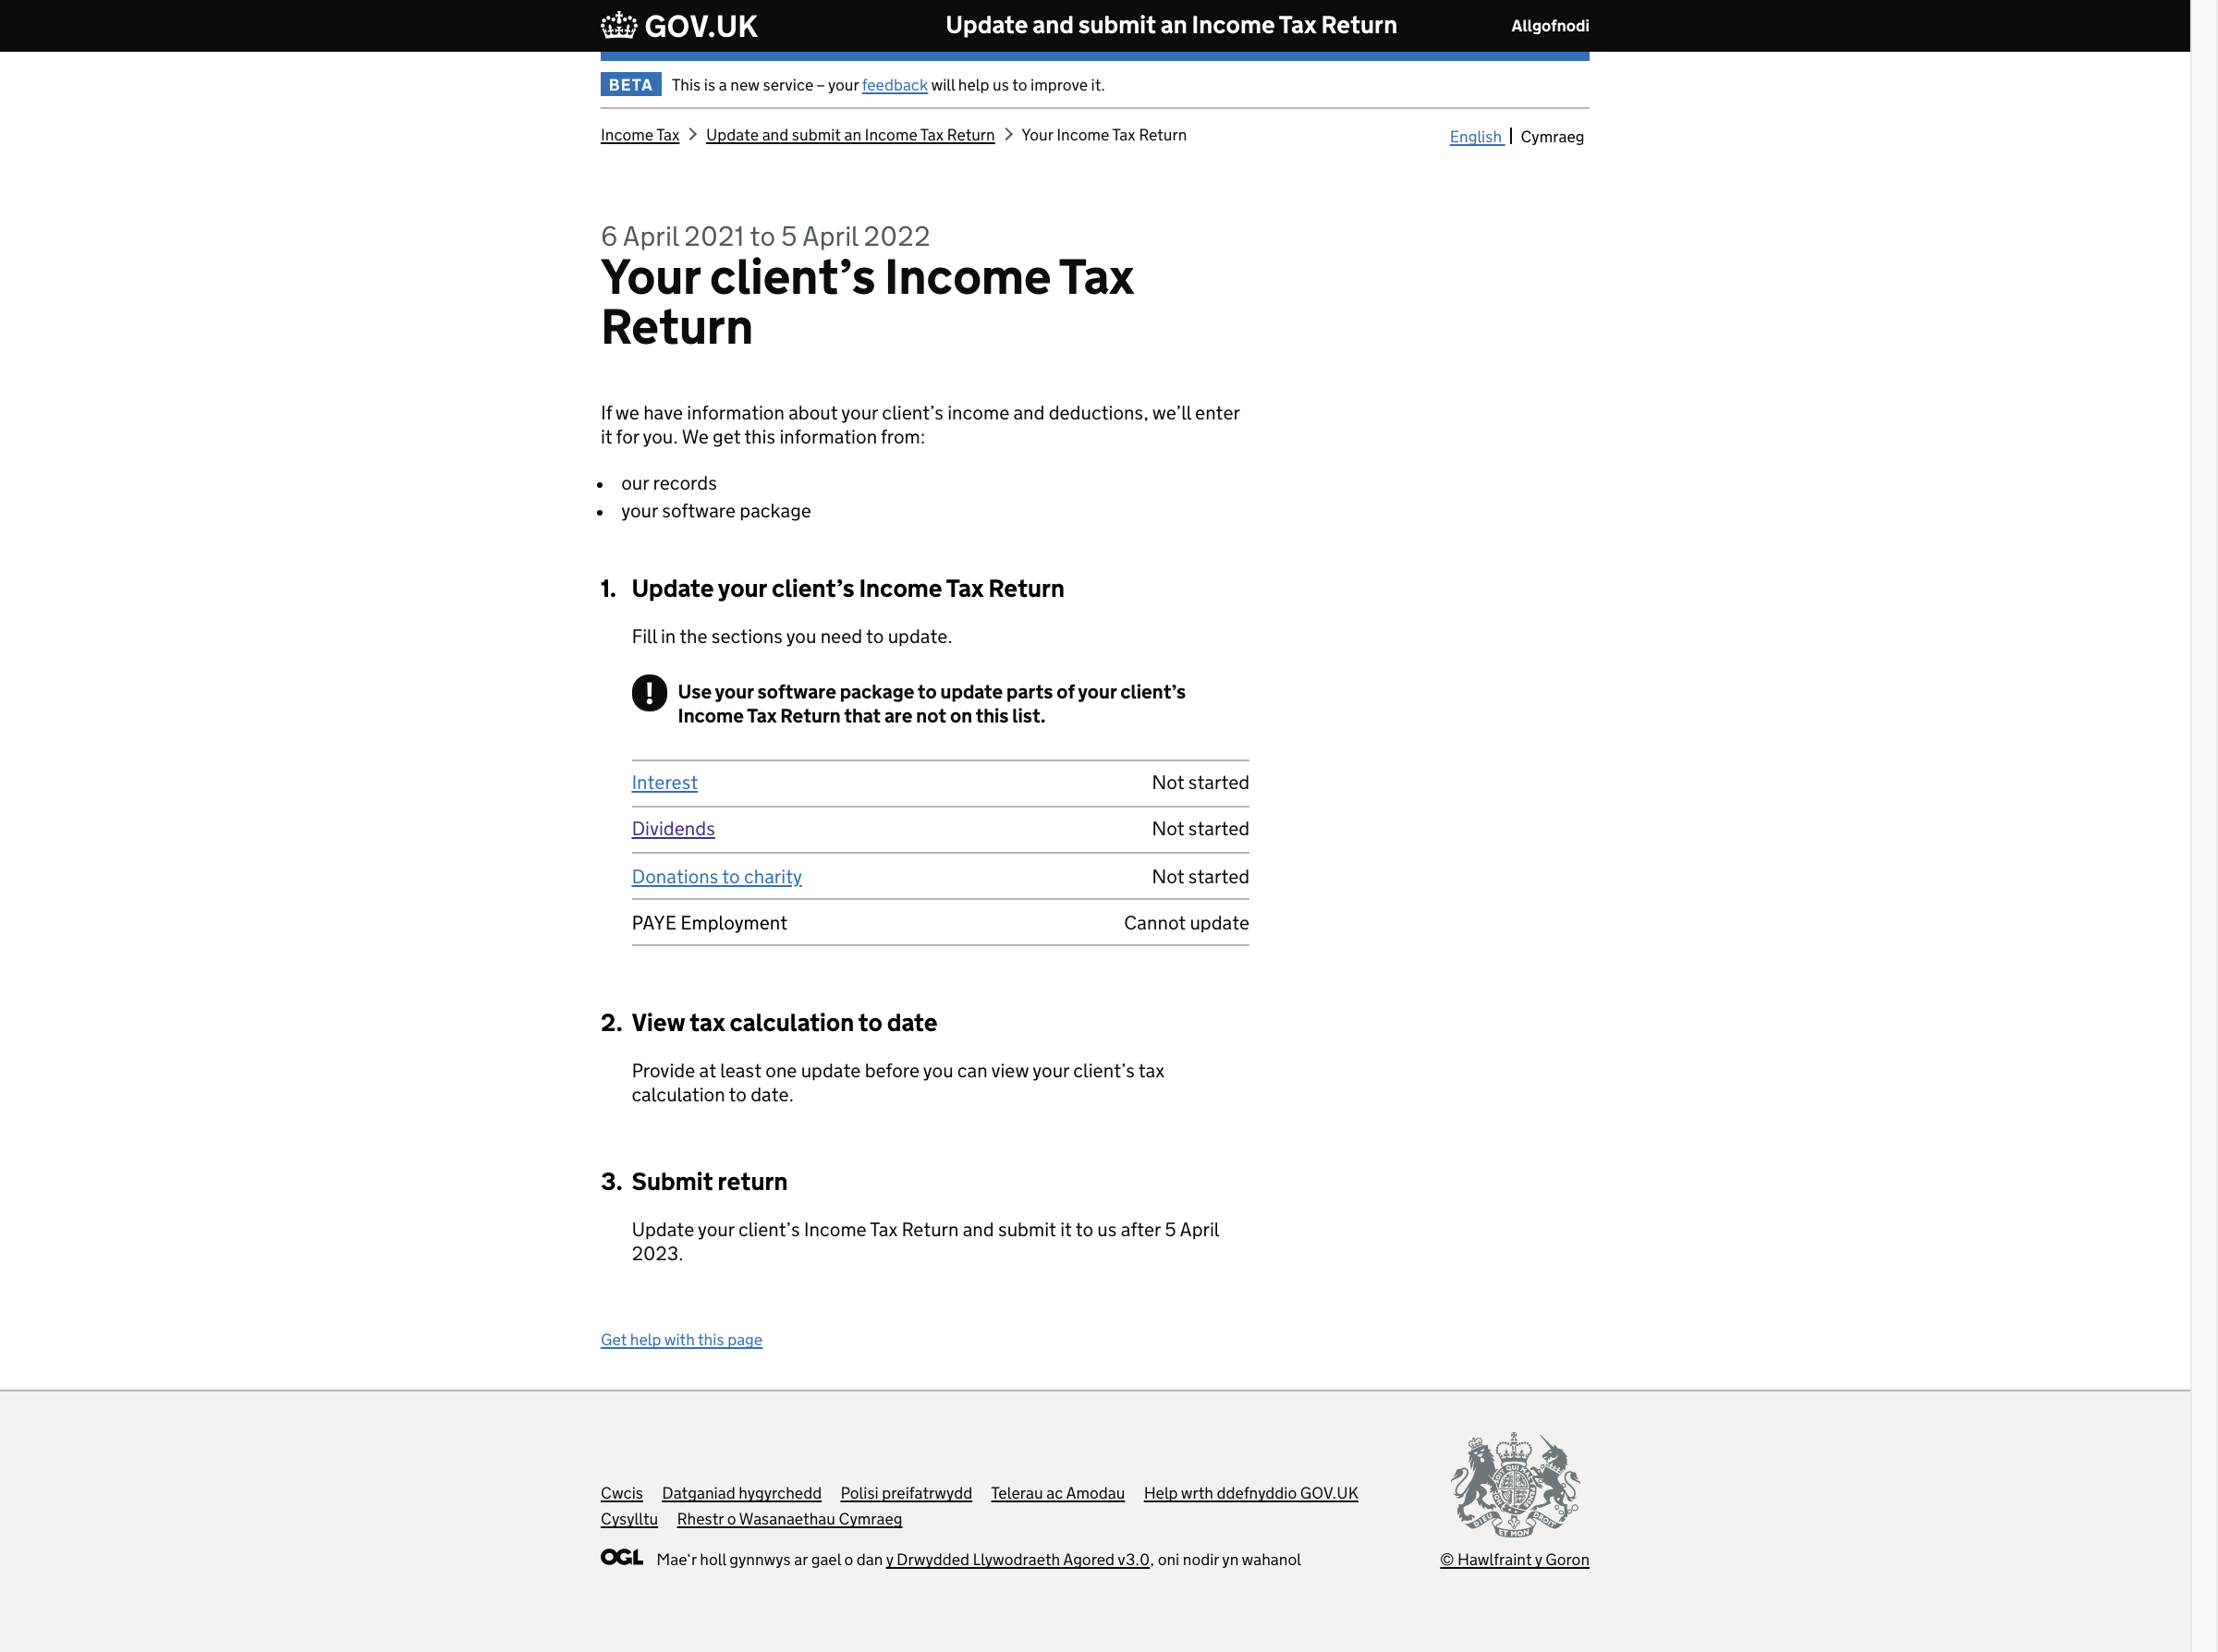 GOV.UK
Update and submit an Income Tax Return
Allgofnodi
BETA This is a new service – your feedback will help us to improve it.
Income Tax > Update and submit an Income Tax Return > Your Income Tax Return
English | Cymraeg
6 April 2021 to 5 April 2022
Your client’s Income Tax
Return
If we have information about your client’s income and deductions, we’ll enter
it for you. We get this information from:
• our records
• your software package
1. Update your client’s Income Tax Return
Fill in the sections you need to update.
! Use your software package to update parts of your client’s
Income Tax Return that are not on this list.
Interest Not started
Dividends Not started
Donations to charity Not started
PAYE Employment Cannot update
2. View tax calculation to date
Provide at least one update before you can view your client’s tax
calculation to date.
3. Submit return
Update your client’s Income Tax Return and submit it to us after 5 April
2023.
Get help with this page
Cwcis Datganiad hygyrchedd Polisi preifatrwydd Telerau ac Amodau Help wrth ddefnyddio GOV.UK
Cysylltu Rhestr o Wasanaethau Cymraeg
OGL Mae‘r holl gynnwys ar gael o dan y Drwydded Llywodraeth Agored v3.0, oni nodir yn wahanol
DIEU ET MON DROIT
© Hawlfraint y Goron